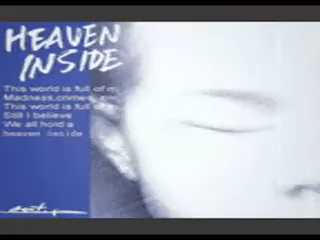 HEAVEN
INSIDE
This world is full of
Madness, crimes,
This world is full of
Still I believe
We all hold a
heaven inside